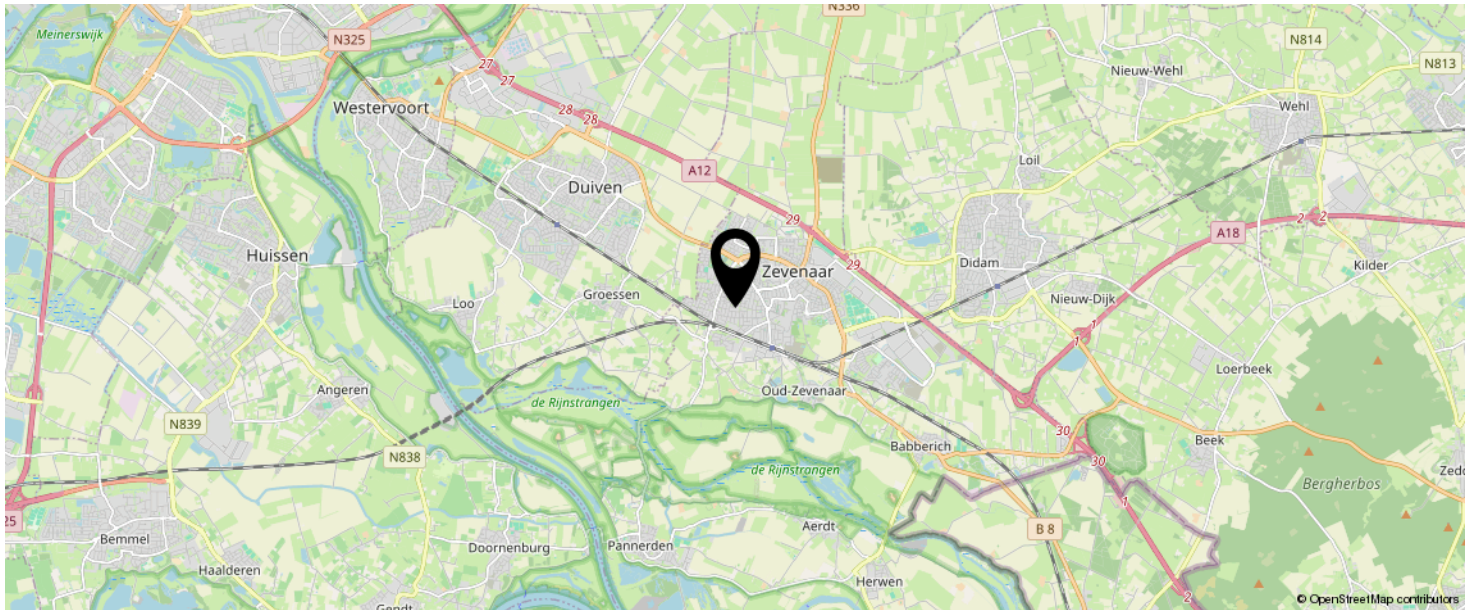 N336
Meinerswijk
N325
N814
N813
27
27
Nieuw-Wehl
Westervoort
28
28
Wehl
A12
Loil
Duiven
29
2
2
A18
Huissen
Zevenaar
29
Didam
Kilder
Loo
Groessen
Nieuw-Dijk
1
1
Loerbeek
Angeren
Oud-Zevenaar
de Rijnstrangen
N839
30
Babberich
Beek
N838
30
de Rijnstrangen
Zedd
Bergherbos
1
25
Aerdt
B 8
Bemmel
Doornenburg
Pannerden
Haalderen
Herwen
2
Gendt
© OpenStreetMap contributors